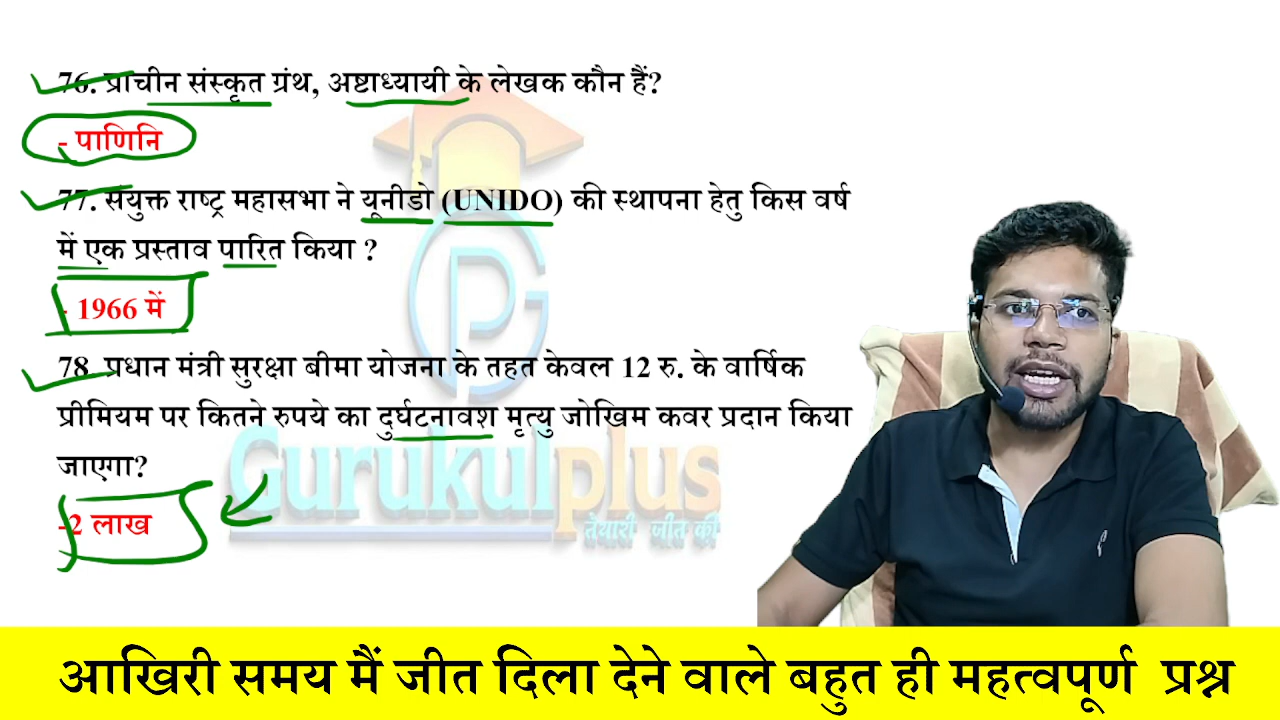 76. प्राचीन संस्कृत ग्रंथ, अष्टाध्यायी के लेखक कौन हैं?
- पाणिनि
77. संयुक्त राष्ट्र महासभा ने यूनीडो (UNIDO) की स्थापना हेतु किस वर्ष
में एक प्रस्ताव पारित किया ?
- 1966 में
78. प्रधान मंत्री सुरक्षा बीमा योजना के तहत केवल 12 रु. के वार्षिक
प्रीमियम पर कितने रुपये का दुर्घटनावश मृत्यु जोखिम कवर प्रदान किया
जाएगा?
-2 लाख
Gurukulplus
तैयारी जीत की
आखिरी समय मैं जीत दिला देने वाले बहुत ही महत्वपूर्ण प्रश्न